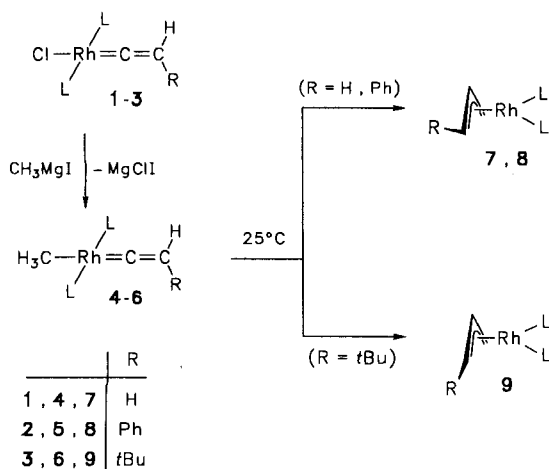 L H
Cl—Rh=C=C
L R
1-3
CH₃MgI – MgClI
L H
H₃C—Rh=C=C
L R
4-6
25°C
(R = H , Ph)
R Rh L L
7 , 8
(R = tBu)
R Rh L L
9
R
1 , 4 , 7 H
2 , 5 , 8 Ph
3 , 6 , 9 tBu